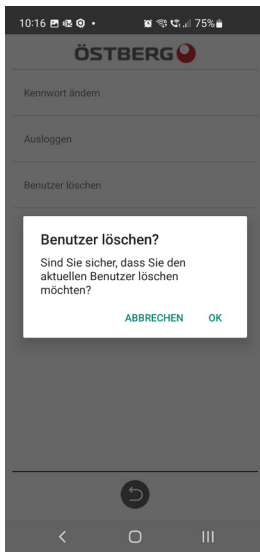 10:16 75%
ÖSTBERG
Kennwort ändern
Ausloggen
Benutzer löschen
Benutzer löschen?
Sind Sie sicher, dass Sie den
aktuellen Benutzer löschen
möchten?
ABBRECHEN OK